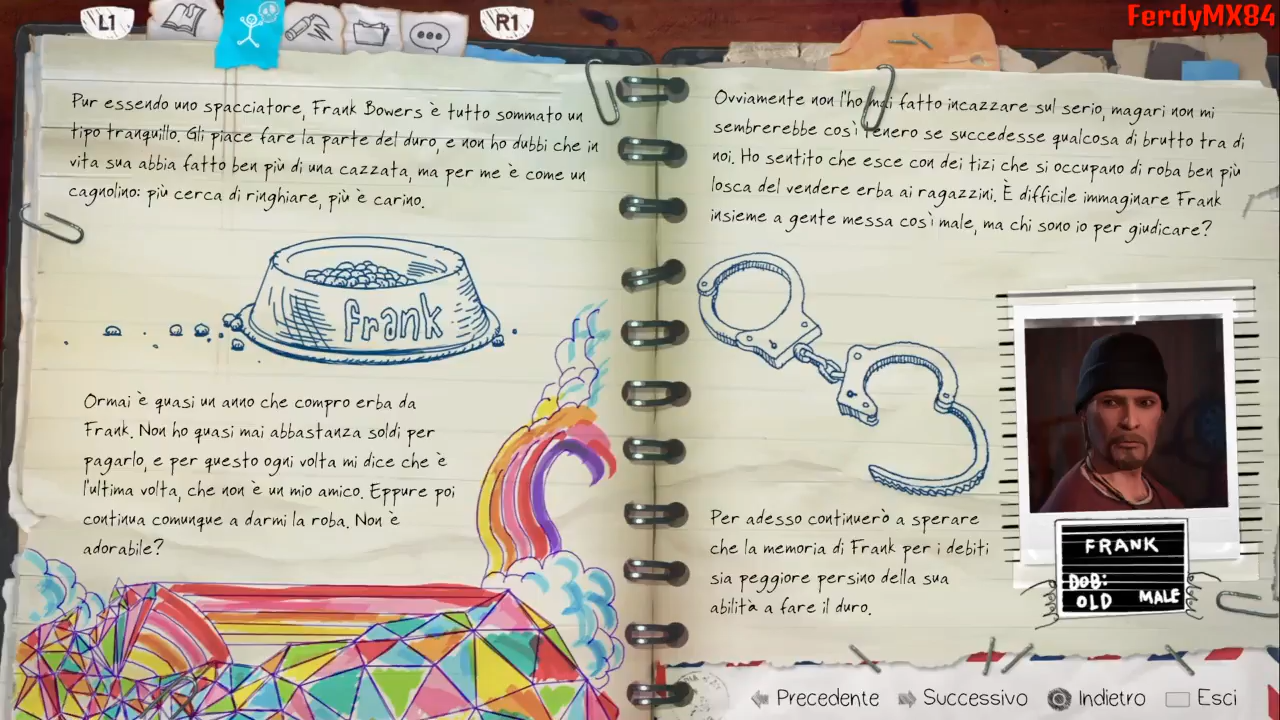 L1
R1
FerdyMX84
Pur essendo uno spacciatore, Frank Bowers è tutto sommato un
tipo tranquillo. Gli piace fare la parte del duro, e non ho dubbi che in
vita sua abbia fatto ben più di una cazzata, ma per me è come un
cagnolino: più cerca di ringhiare, più è carino.
frank
Ormai è quasi un anno che compro erba da
Frank. Non ho quasi mai abbastanza soldi per
pagarlo, e per questo ogni volta mi dice che è
l'ultima volta, che non è un mio amico. Eppure poi
continua comunque a darmi la roba. Non è
adorabile?
Ovviamente non l'ho mai fatto incazzare sul serio, magari non mi
sembrerebbe così tenero se succedesse qualcosa di brutto tra di
noi. Ho sentito che esce con dei tizi che si occupano di roba ben più
losca del vendere erba ai ragazzini. È difficile immaginare Frank
insieme a gente messa così male, ma chi sono io per giudicare?
Per adesso continuerò a sperare
che la memoria di Frank per i debiti
sia peggiore persino della sua
abilità a fare il duro.
FRANK
DOB:
OLD MALE
Precedente Successivo Indietro Esci